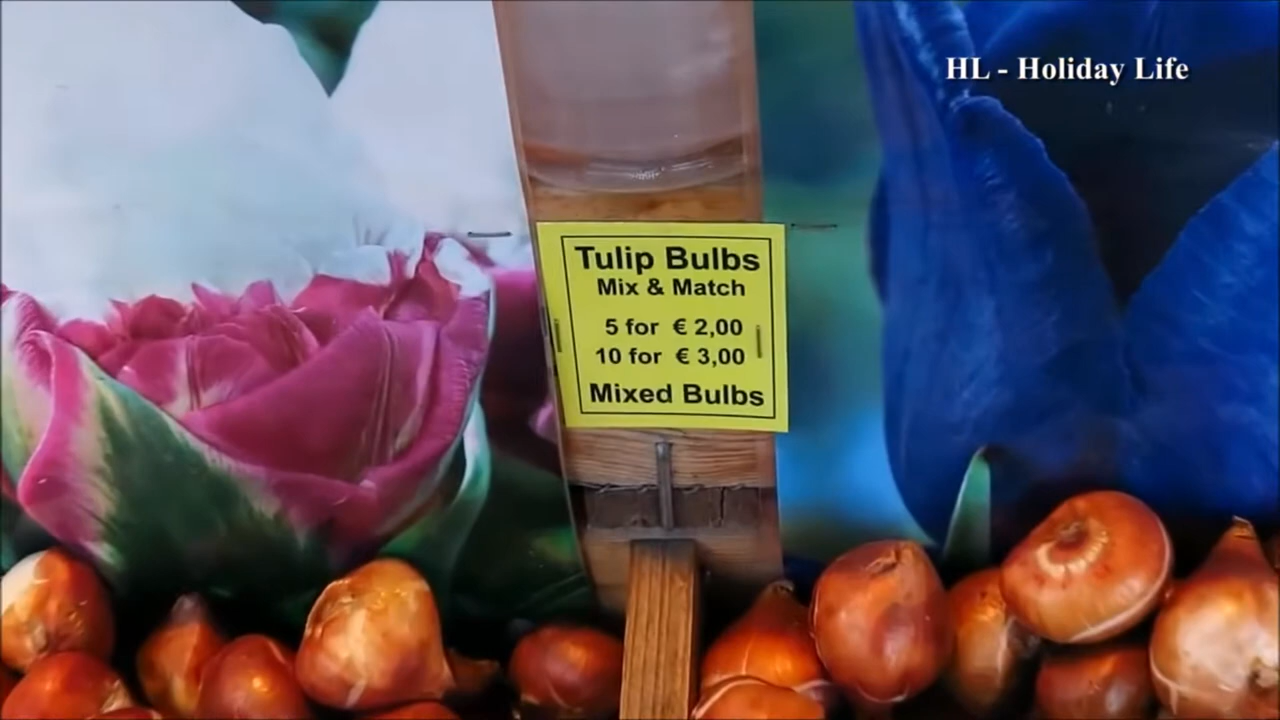 HL - Holiday Life
Tulip Bulbs
Mix & Match
5 for € 2,00
10 for € 3,00
Mixed Bulbs